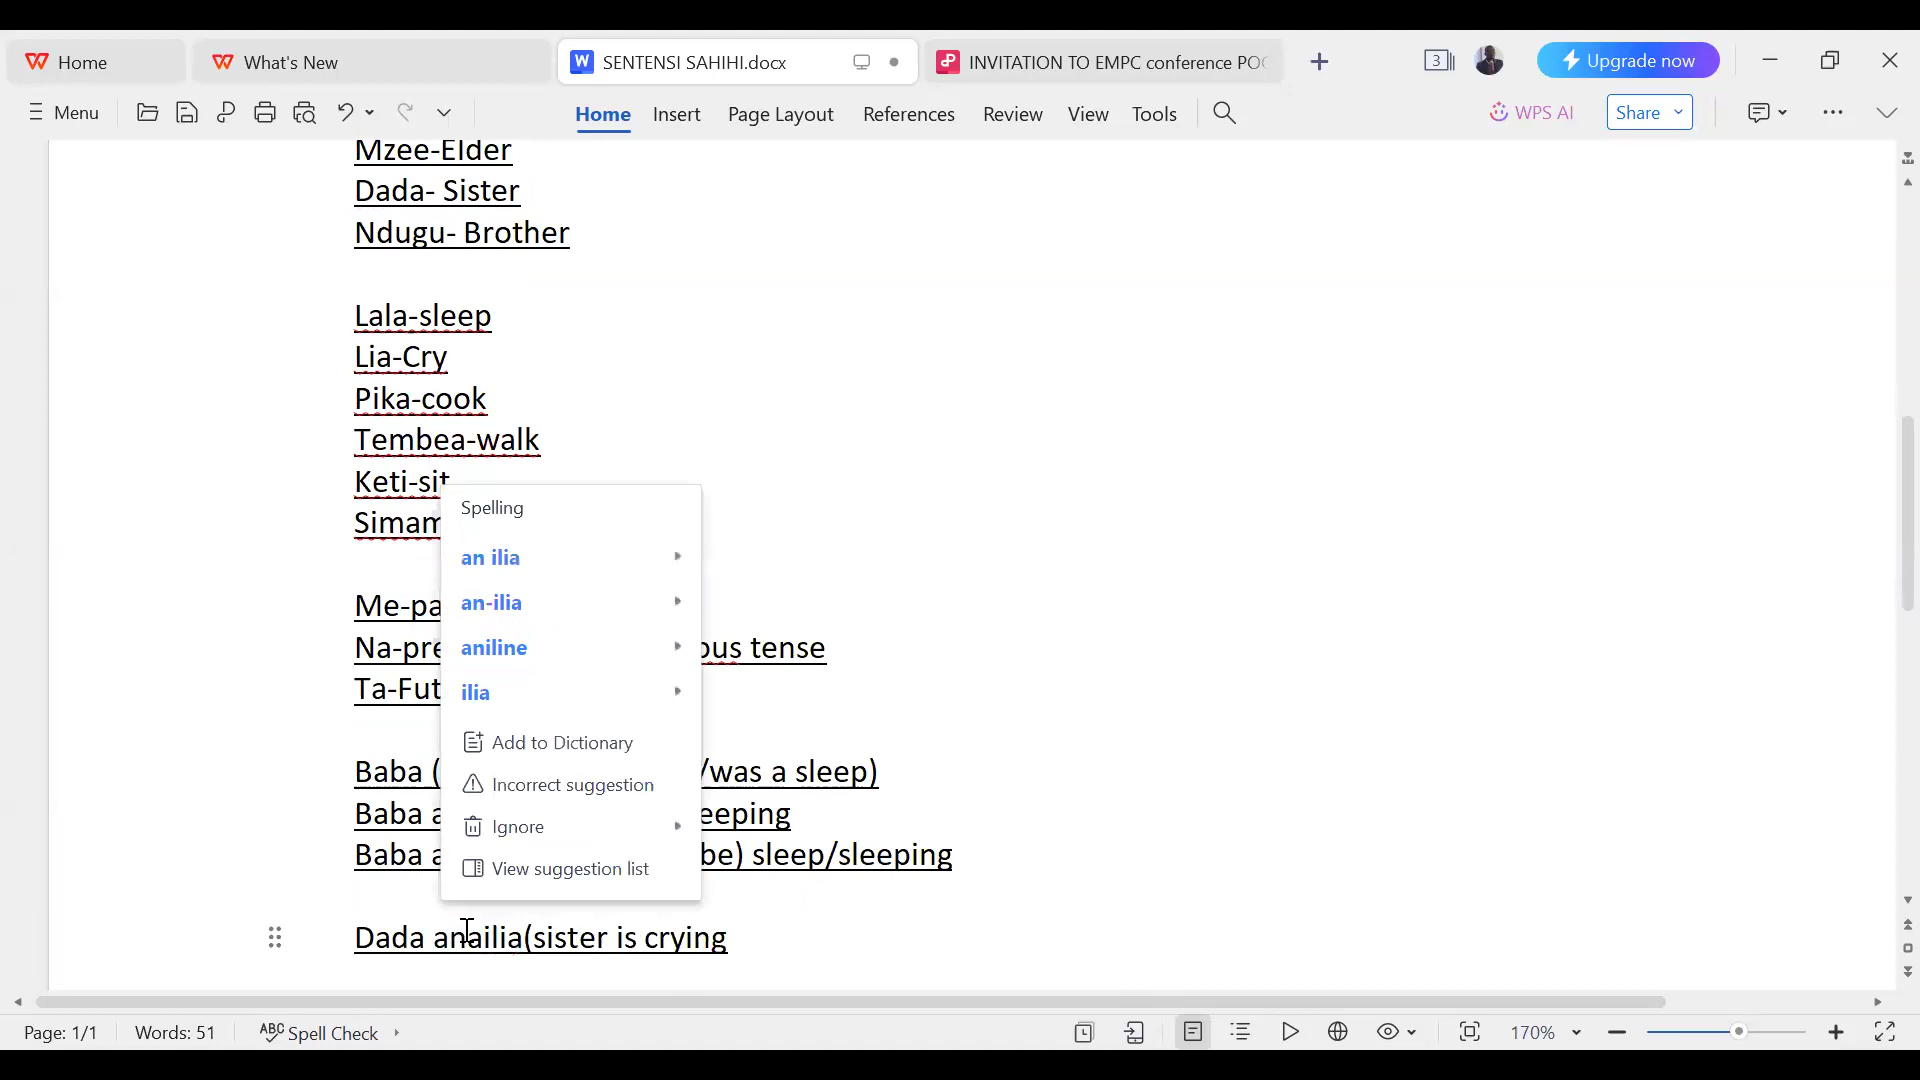 Home
What's New
SENTENSI SAHIHI.docx
INVITATION TO EMPC conference
3
Upgrade now
Menu
Home
Insert
Page Layout
References
Review
View
Tools
WPS AI
Share
Mzee-Elder
Dada- Sister
Ndugu- Brother
Lala-sleep
Lia-Cry
Pika-cook
Tembea-walk
Keti-sit
Simam
Me-pa
Na-pre ous tense
Ta-Fut
Baba ( /was a sleep)
Baba a eeping
Baba a be) sleep/sleeping
Dada anailia(sister is crying
Spelling
an ilia
an-ilia
aniline
ilia
Add to Dictionary
Incorrect suggestion
Ignore
View suggestion list
Page: 1/1
Words: 51
ABC Spell Check
170%